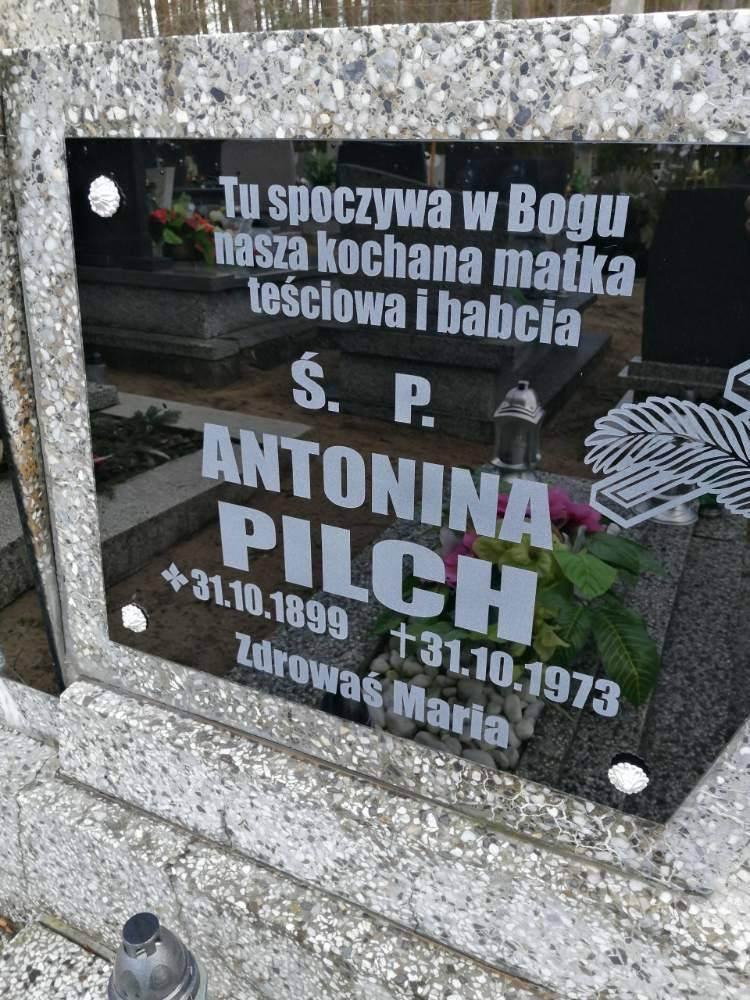 Tu spoczywa w Bogu
nasza kochana matka
teściowa i babcia
Ś. P.
ANTONINA
PILCH
31.10.1899 31.10.1973
Zdrowaś Maria